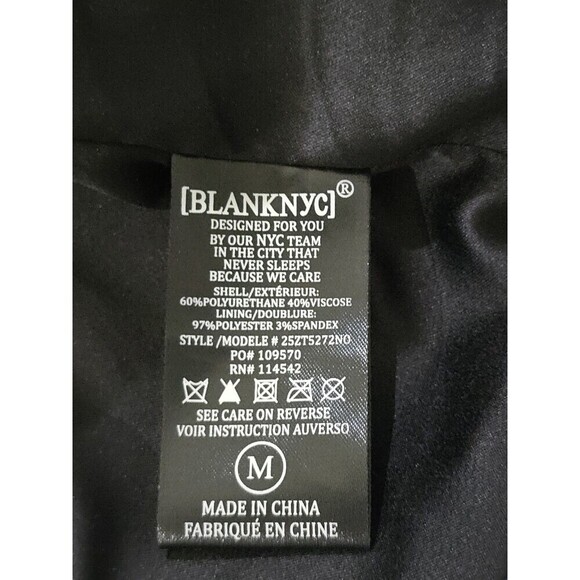 [BLANKNYC]®
DESIGNED FOR YOU
BY OUR NYC TEAM
IN THE CITY THAT
NEVER SLEEPS
BECAUSE WE CARE
SHELL/EXTÉRIEUR:
60%POLYURETHANE 40%VISCOSE
LINING/DOUBLURE:
97%POLYESTER 3%SPANDEX
STYLE /MODELE # 25ZT5272NO
PO# 109570
RN# 114542
SEE CARE ON REVERSE
VOIR INSTRUCTION AUVERSO
M
MADE IN CHINA
FABRIQUÉ EN CHINE